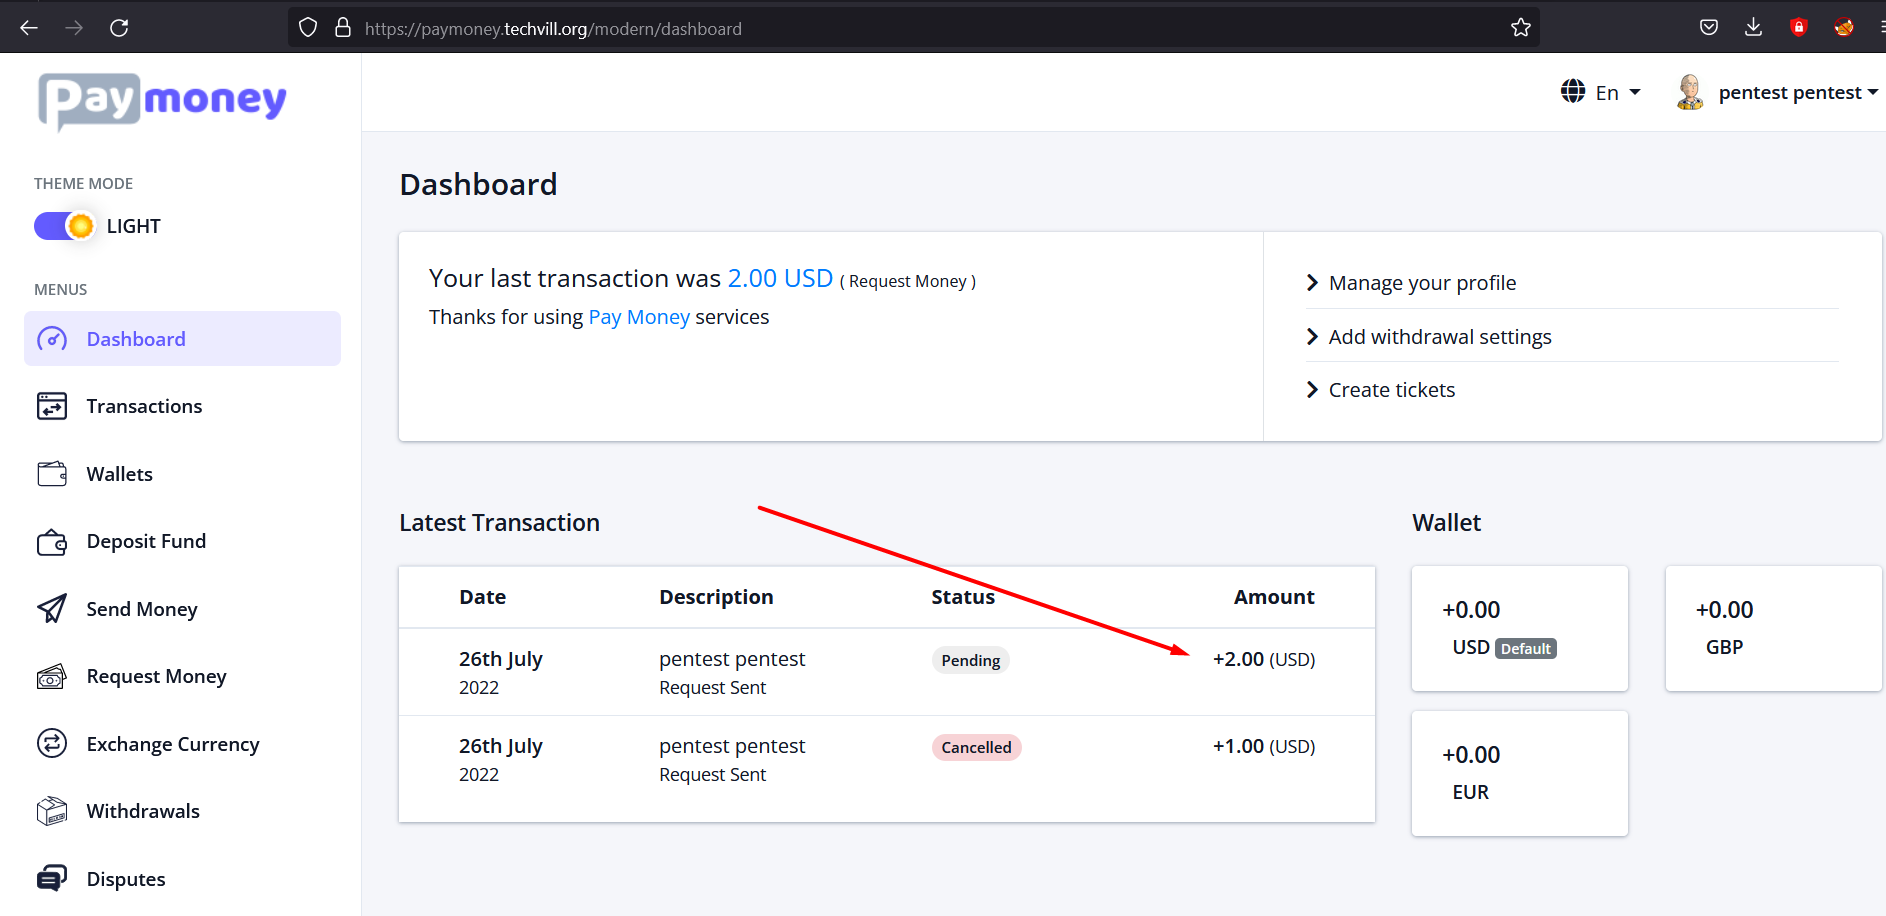 https://paymoney.techvill.org/modern/dashboard
Pay money
En
pentest pentest
THEME MODE
LIGHT
MENUS
Dashboard
Transactions
Wallets
Deposit Fund
Send Money
Request Money
Exchange Currency
Withdrawals
Disputes
Dashboard
Your last transaction was 2.00 USD ( Request Money )
Thanks for using Pay Money services
Manage your profile
Add withdrawal settings
Create tickets
Latest Transaction
Date Description Status Amount
26th July pentest pentest Pending +2.00 (USD)
2022 Request Sent
26th July pentest pentest Cancelled +1.00 (USD)
2022 Request Sent
Wallet
+0.00
USD Default
+0.00
GBP
+0.00
EUR